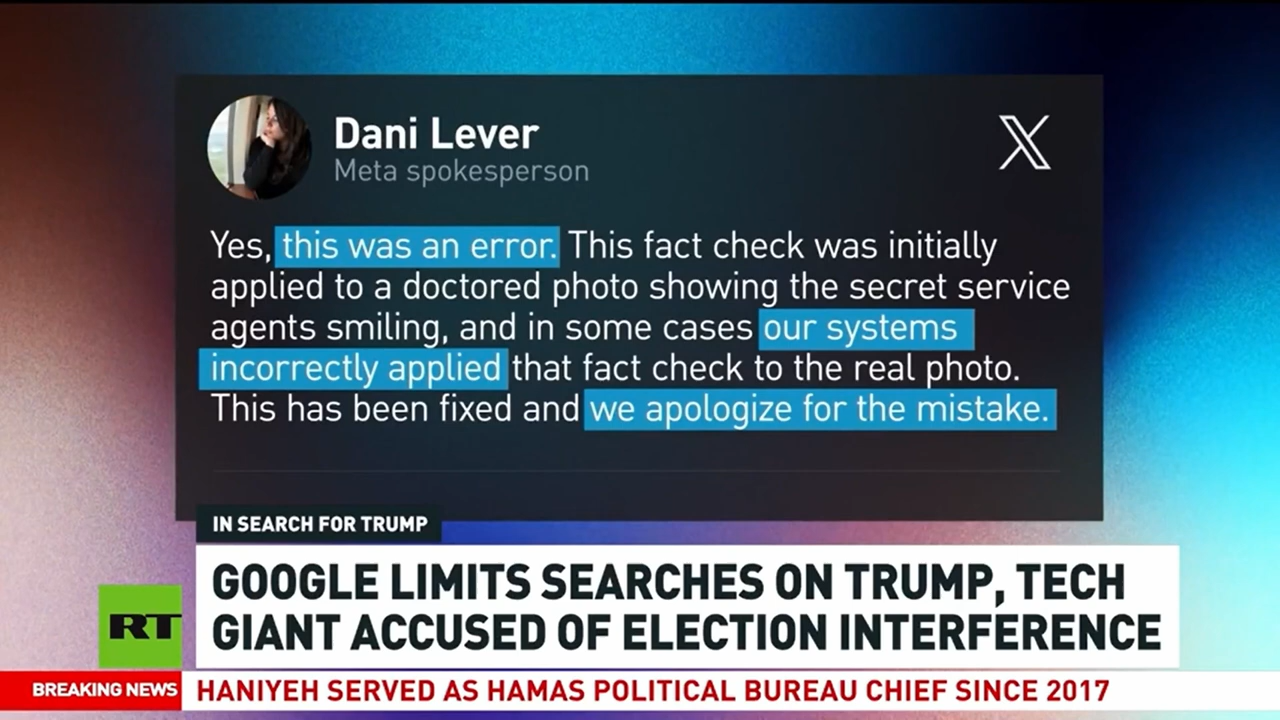 Dani Lever
X
Meta spokesperson
Yes, this was an error. This fact check was initially
applied to a doctored photo showing the secret service
agents smiling, and in some cases our systems
incorrectly applied that fact check to the real photo.
This has been fixed and we apologize for the mistake.
IN SEARCH FOR TRUMP
GOOGLE LIMITS SEARCHES ON TRUMP, TECH
GIANT ACCUSED OF ELECTION INTERFERENCE
RT
BREAKING NEWS HANIYEH SERVED AS HAMAS POLITICAL BUREAU CHIEF SINCE 2017